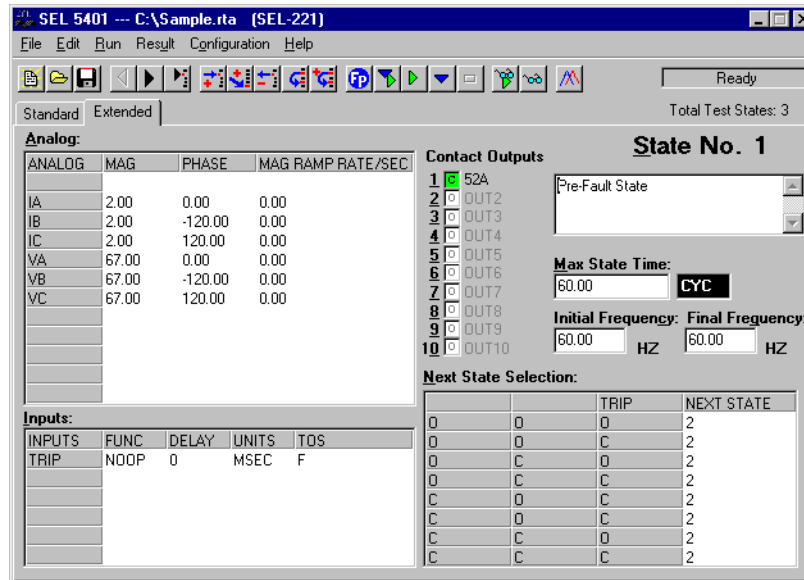 SEL 5401 --- C:\Sample.rta (SEL-221)
File Edit Run Result Configuration Help
Fp
Ready
Standard Extended
Total Test States: 3
Analog:
ANALOG MAG PHASE MAG RAMP RATE/SEC
IA 2.00 0.00 0.00
IB 2.00 -120.00 0.00
IC 2.00 120.00 0.00
VA 67.00 0.00 0.00
VB 67.00 -120.00 0.00
VC 67.00 120.00 0.00
Inputs:
INPUTS FUNC DELAY UNITS TOS
TRIP NOOP 0 MSEC F
Contact Outputs
1 C 52A
2 O OUT2
3 O OUT3
4 O OUT4
5 O OUT5
6 O OUT6
7 O OUT7
8 O OUT8
9 O OUT9
10 O OUT10
State No. 1
Pre-Fault State
Max State Time:
60.00 CYC
Initial Frequency: Final Frequency:
60.00 HZ 60.00 HZ
Next State Selection:
TRIP NEXT STATE
O O O 2
O O C 2
O C O 2
O C C 2
C O O 2
C O C 2
C C O 2
C C C 2